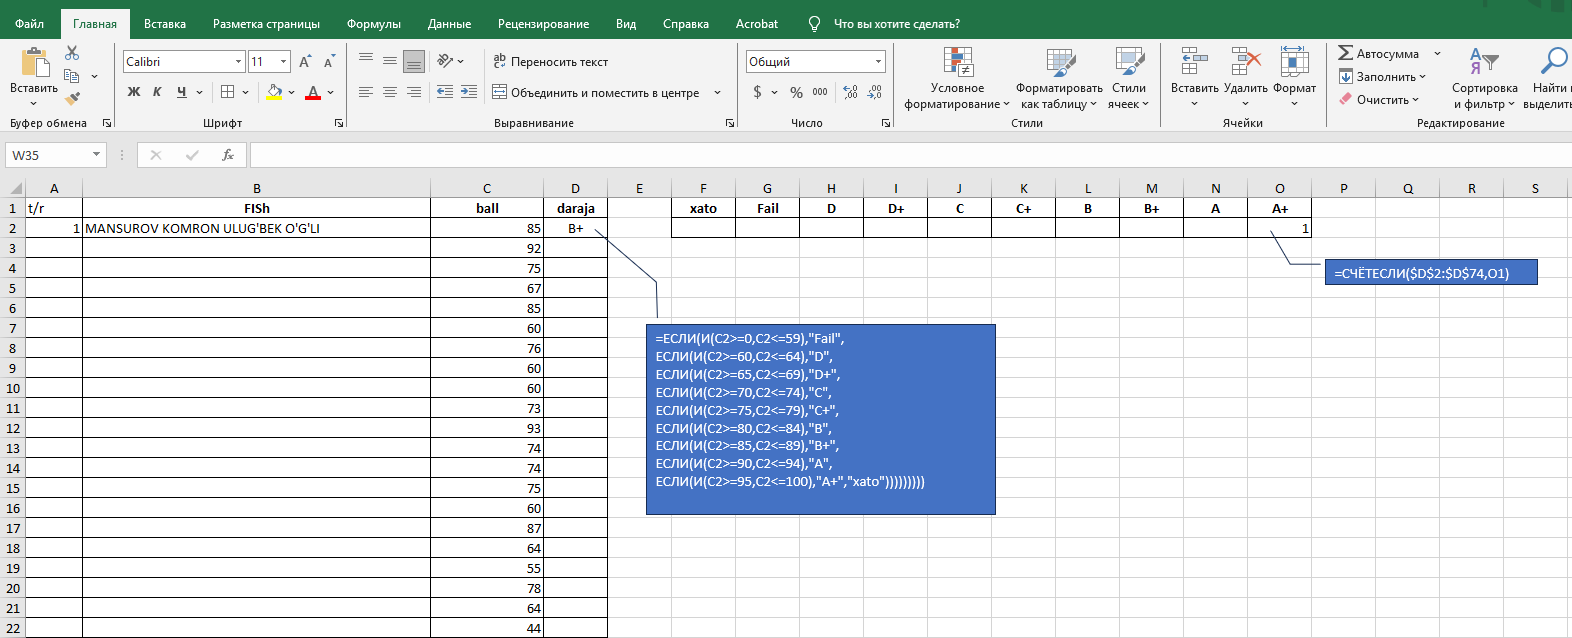 Файл Главная Вставка Разметка страницы Формулы Данные Рецензирование Вид Справка Acrobat Что вы хотите сделать?
Вставить
Calibri 11 A A
Ж К Ч A
ab Переносить текст
Объединить и поместить в центре
Общий
$ % 000 ,00 ,00
Условное форматирование
Форматировать как таблицу
Стили ячеек
Вставить Удалить Формат
Автосумма
Заполнить
Очистить
Сортировка и фильтр
Найти
выделить
Буфер обмена Шрифт Выравнивание Число Стили Ячейки Редактирование
W35 fx
A B C D E F G H I J K L M N O P Q R S
1 t/r FISh ball daraja xato Fail D D+ C C+ B B+ A A+
2 1 MANSUROV KOMRON ULUG'BEK O'G'LI 85 B+ 1
3 92
4 75
5 67
6 85
7 60
8 76
9 60
10 60
11 73
12 93
13 74
14 74
15 75
16 60
17 87
18 64
19 55
20 78
21 64
22 44
=СЧЁТЕСЛИ($D$2:$D$74,O1)
=ЕСЛИ(И(C2>=0,C2<=59),"Fail",
ЕСЛИ(И(C2>=60,C2<=64),"D",
ЕСЛИ(И(C2>=65,C2<=69),"D+",
ЕСЛИ(И(C2>=70,C2<=74),"C",
ЕСЛИ(И(C2>=75,C2<=79),"C+",
ЕСЛИ(И(C2>=80,C2<=84),"B",
ЕСЛИ(И(C2>=85,C2<=89),"B+",
ЕСЛИ(И(C2>=90,C2<=94),"A",
ЕСЛИ(И(C2>=95,C2<=100),"A+","xato")))))))))